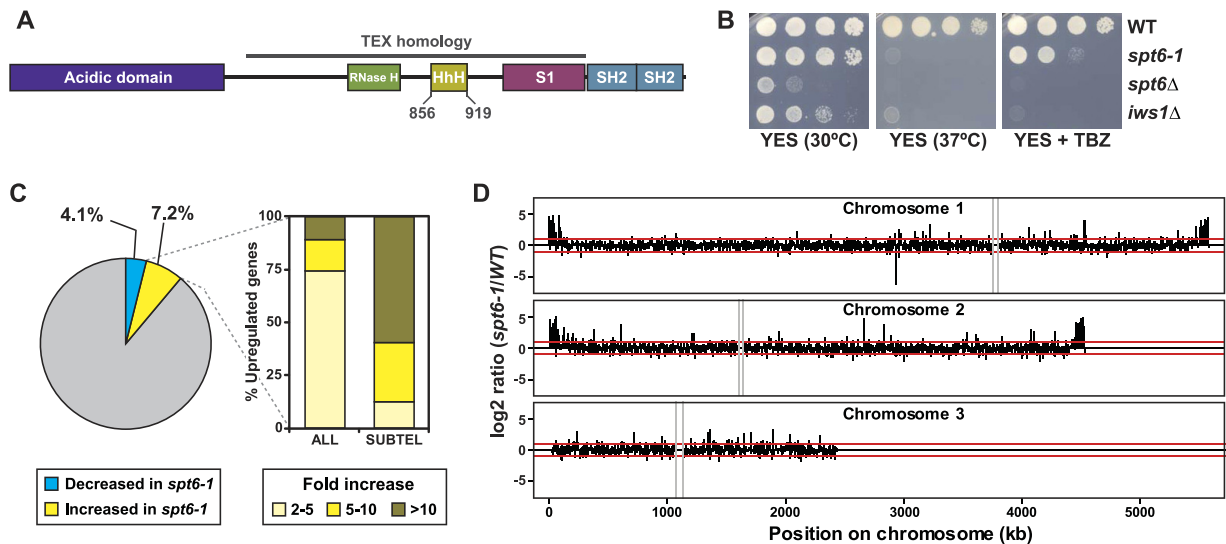 A
TEX homology
Acidic domain
RNase H
HhH
S1
SH2
SH2
856
919
B
WT
spt6-1
spt6Δ
iws1Δ
YES (30ºC)
YES (37ºC)
YES + TBZ
C
4.1%
7.2%
Decreased in spt6-1
Increased in spt6-1
% Upregulated genes
100
75
50
25
0
ALL
SUBTEL
Fold increase
2-5
5-10
>10
D
log2 ratio (spt6-1/WT)
Chromosome 1
5
0
-5
Chromosome 2
5
0
-5
Chromosome 3
5
0
-5
0
1000
2000
3000
4000
5000
Position on chromosome (kb)